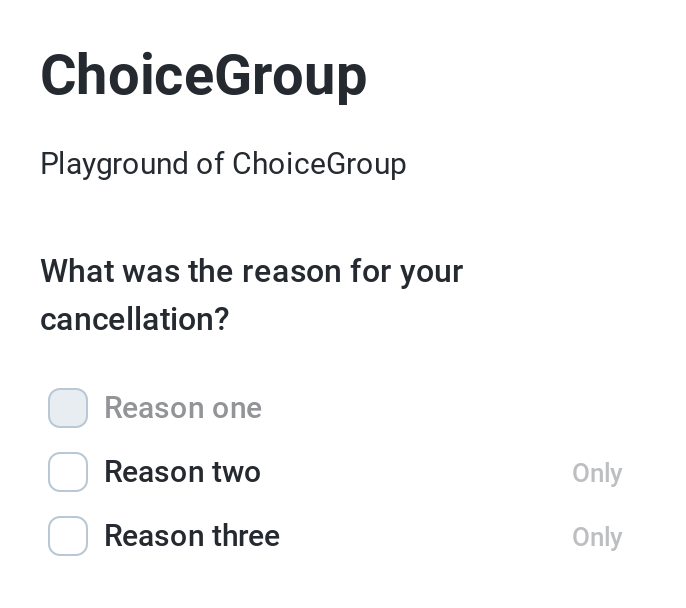 ChoiceGroup
Playground of ChoiceGroup
What was the reason for your
cancellation?
Reason one
Reason two Only
Reason three Only